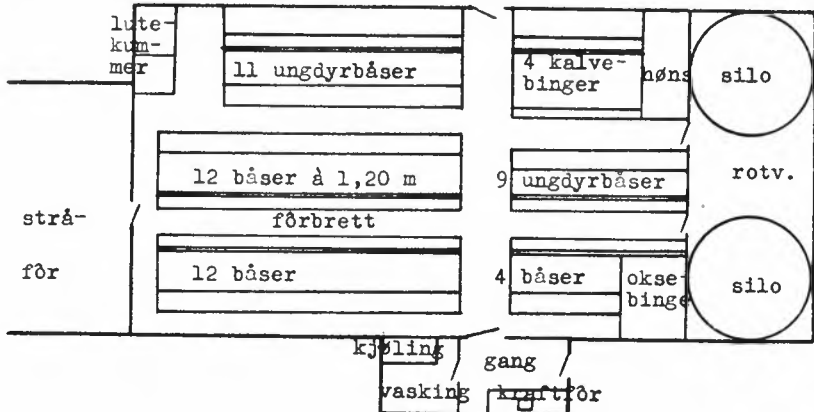 lute-
kum-
mer
11 ungdyrbåser
4 kalve-
binger
høns
silo
12 båser à 1,20 m
9 ungdyrbåser
rotv.
strå-
fôr
fôrbrett
12 båser
4 båser
okse-
binge
silo
kjøling
gang
vasking
kraftfôr